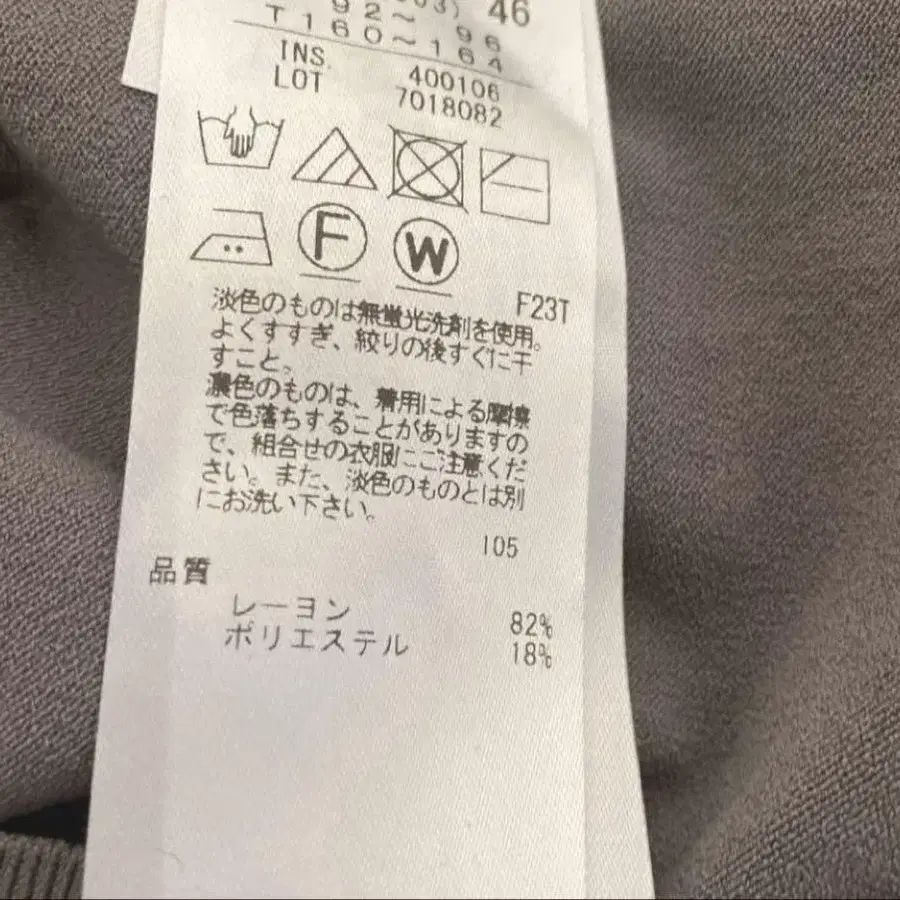 46
92～96
T160～164
INS. 400106
LOT 7018082
F
W
F23T
淡色のものは無蛍光洗剤を使用。
よくすすぎ、絞りの後すぐに干
すこと。
濃色のものは、着用による摩擦
で色落ちすることがありますの
で、組合せの衣服にご注意くだ
さい。また、淡色のものとは別
にお洗い下さい。
105
品質
レーヨン 82%
ポリエステル 18%